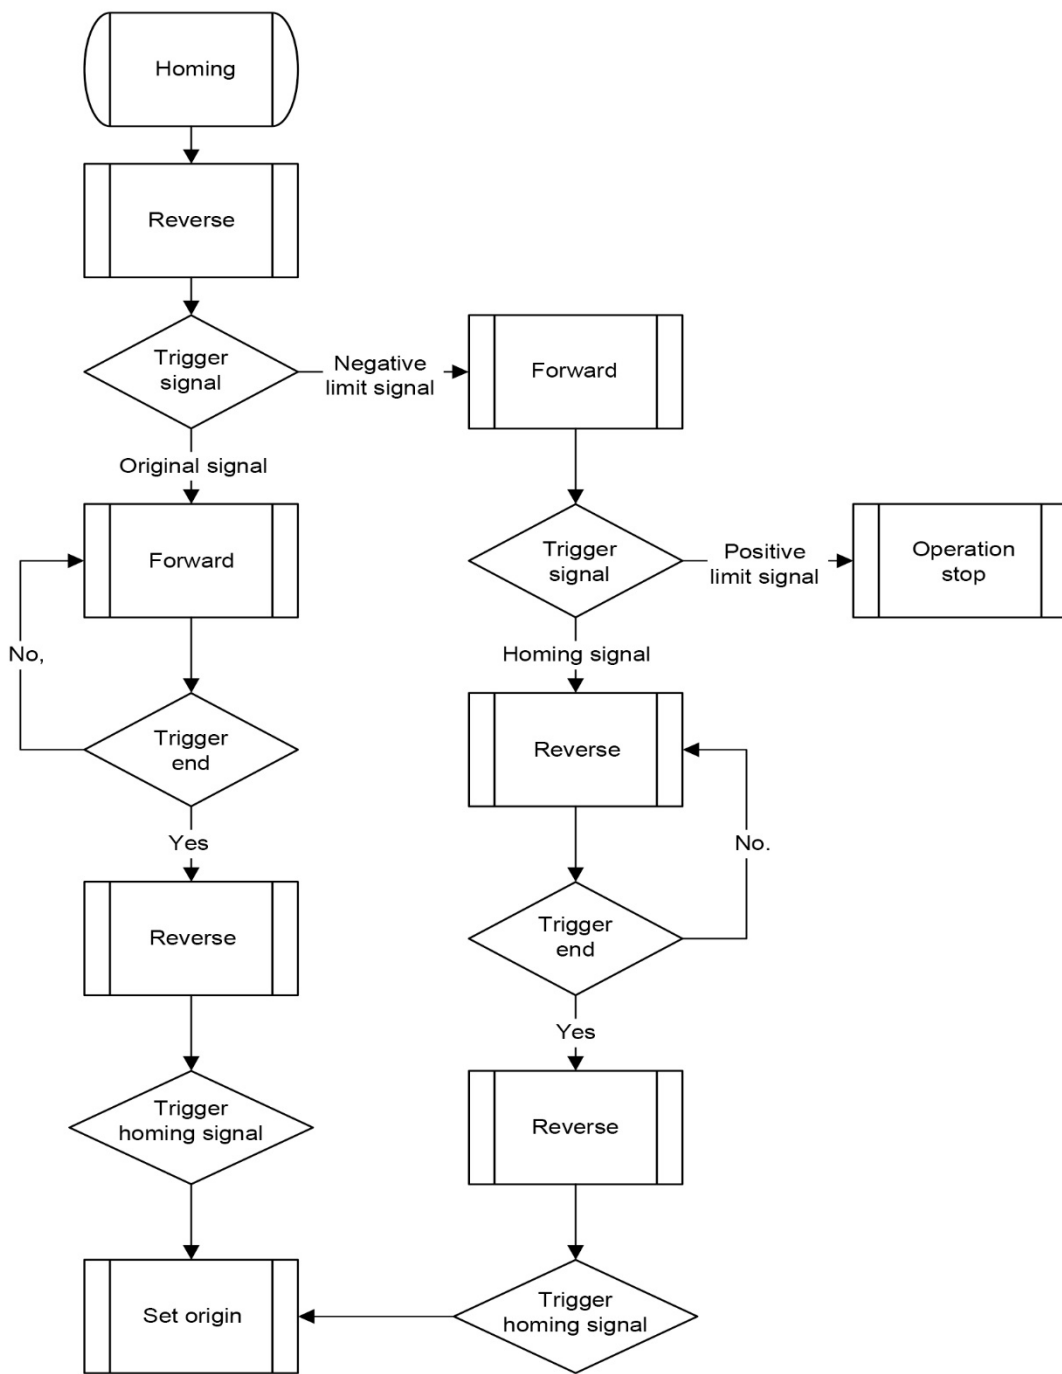 Homing
Reverse
Trigger
signal
Negative
limit signal
Forward
Original signal
Forward
Trigger
signal
Positive
limit signal
Operation
stop
No,
Homing signal
Trigger
end
Reverse
Yes
No.
Reverse
Trigger
end
Yes
Trigger
homing signal
Reverse
Set origin
Trigger
homing signal